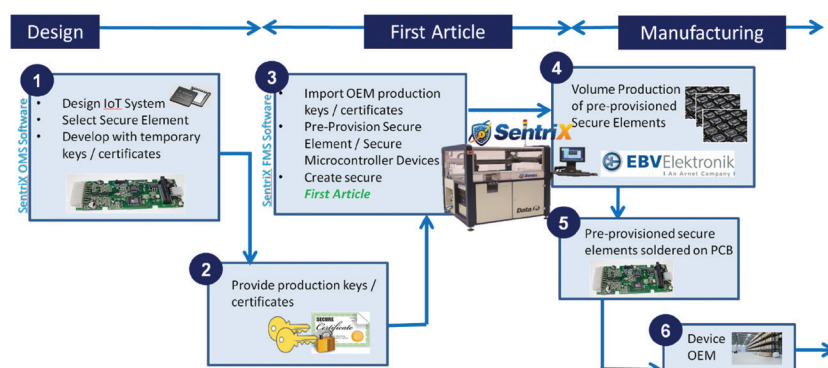 Design
First Article
Manufacturing
1
SentriX OMS Software
• Design IoT System
• Select Secure Element
• Develop with temporary
keys / certificates
2
Provide production keys /
certificates
SECURE
Certificate
3
SentriX FMS Software
• Import OEM production
keys / certificates
• Pre-Provision Secure
Element / Secure
Microcontroller Devices
• Create secure
First Article
SentriX
Data I/O
4
Volume Production
of pre-provisioned
Secure Elements
EBVElektronik
| An Avnet Company |
5
Pre-provisioned secure
elements soldered on PCB
6
Device
OEM